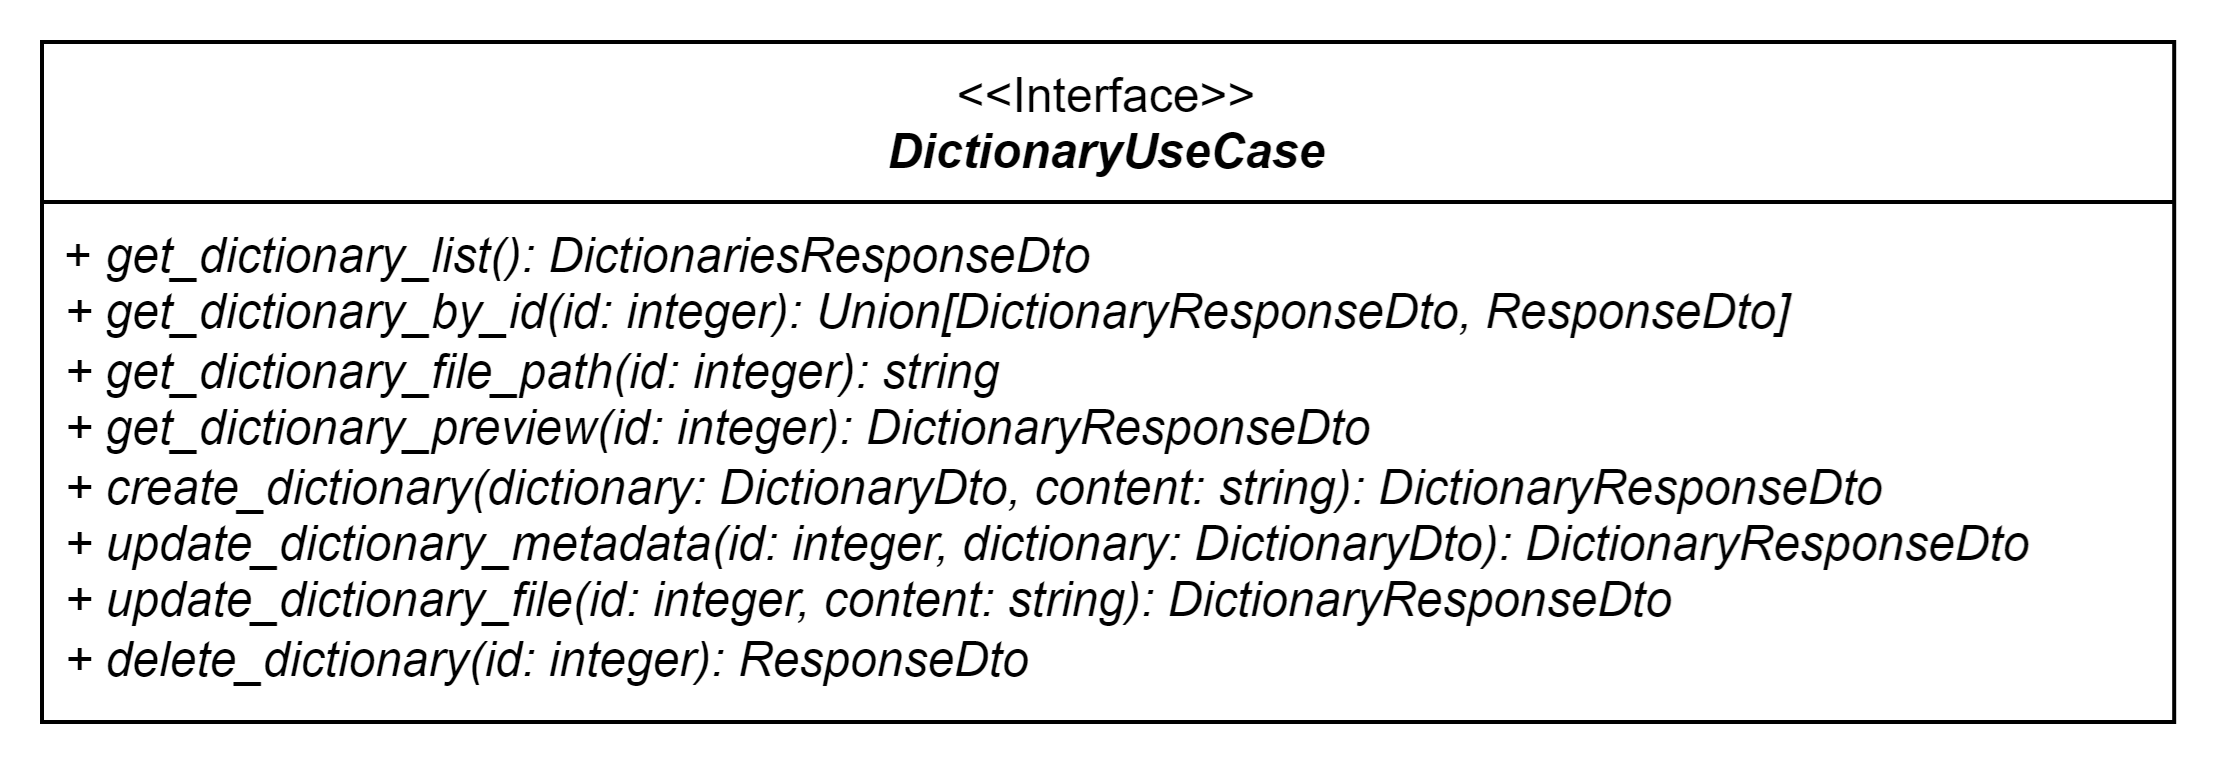 <<Interface>>
DictionaryUseCase
+ get_dictionary_list(): DictionariesResponseDto
+ get_dictionary_by_id(id: integer): Union[DictionaryResponseDto, ResponseDto]
+ get_dictionary_file_path(id: integer): string
+ get_dictionary_preview(id: integer): DictionaryResponseDto
+ create_dictionary(dictionary: DictionaryDto, content: string): DictionaryResponseDto
+ update_dictionary_metadata(id: integer, dictionary: DictionaryDto): DictionaryResponseDto
+ update_dictionary_file(id: integer, content: string): DictionaryResponseDto
+ delete_dictionary(id: integer): ResponseDto